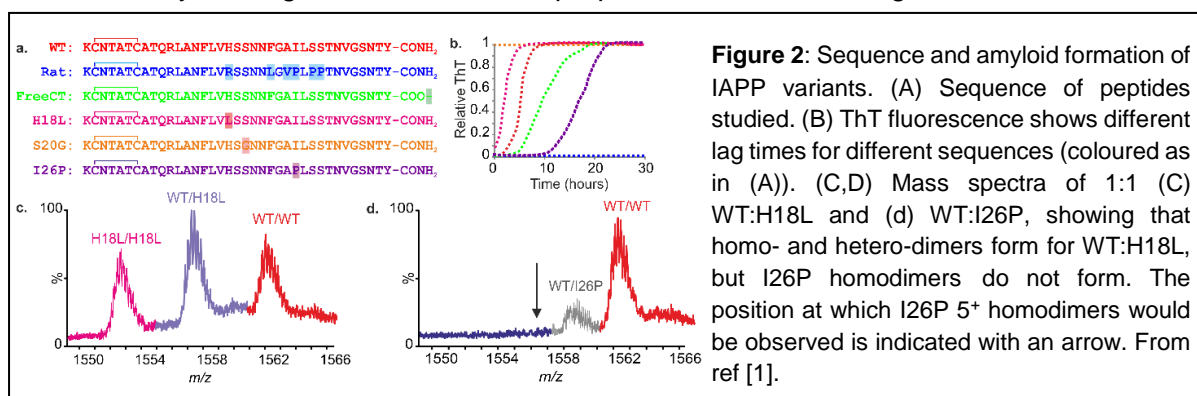 a.
WT: KCNTATCATQRLANFLVHSSNNFGAILSSTNVGSNTY-CONH₂
Rat: KCNTATCATQRLANFLVRSSNNLGVPLPPTNVGSNTY-CONH₂
FreeCT: KCNTATCATQRLANFLVHSSNNFGAILSSTNVGSNTY-COO-
H18L: KCNTATCATQRLANFLVLSSNNFGAILSSTNVGSNTY-CONH₂
S20G: KCNTATCATQRLANFLVHSGNNFGAILSSTNVGSNTY-CONH₂
I26P: KCNTATCATQRLANFLVHSSNNFGAPLSSTNVGSNTY-CONH₂
b.
Relative ThT
1
0.8
0.6
0.4
0.2
0
0 10 20 30
Time (hours)
c.
WT/H18L
H18L/H18L
WT/WT
100
%
0
1550 1554 1558 1562 1566
m/z
d.
WT/WT
WT/I26P
100
%
0
1550 1554 1558 1562 1566
m/z
Figure 2: Sequence and amyloid formation of
IAPP variants. (A) Sequence of peptides
studied. (B) ThT fluorescence shows different
lag times for different sequences (coloured as
in (A)). (C,D) Mass spectra of 1:1 (C)
WT:H18L and (d) WT:I26P, showing that
homo- and hetero-dimers form for WT:H18L,
but I26P homodimers do not form. The
position at which I26P 5⁺ homodimers would
be observed is indicated with an arrow. From
ref [1].